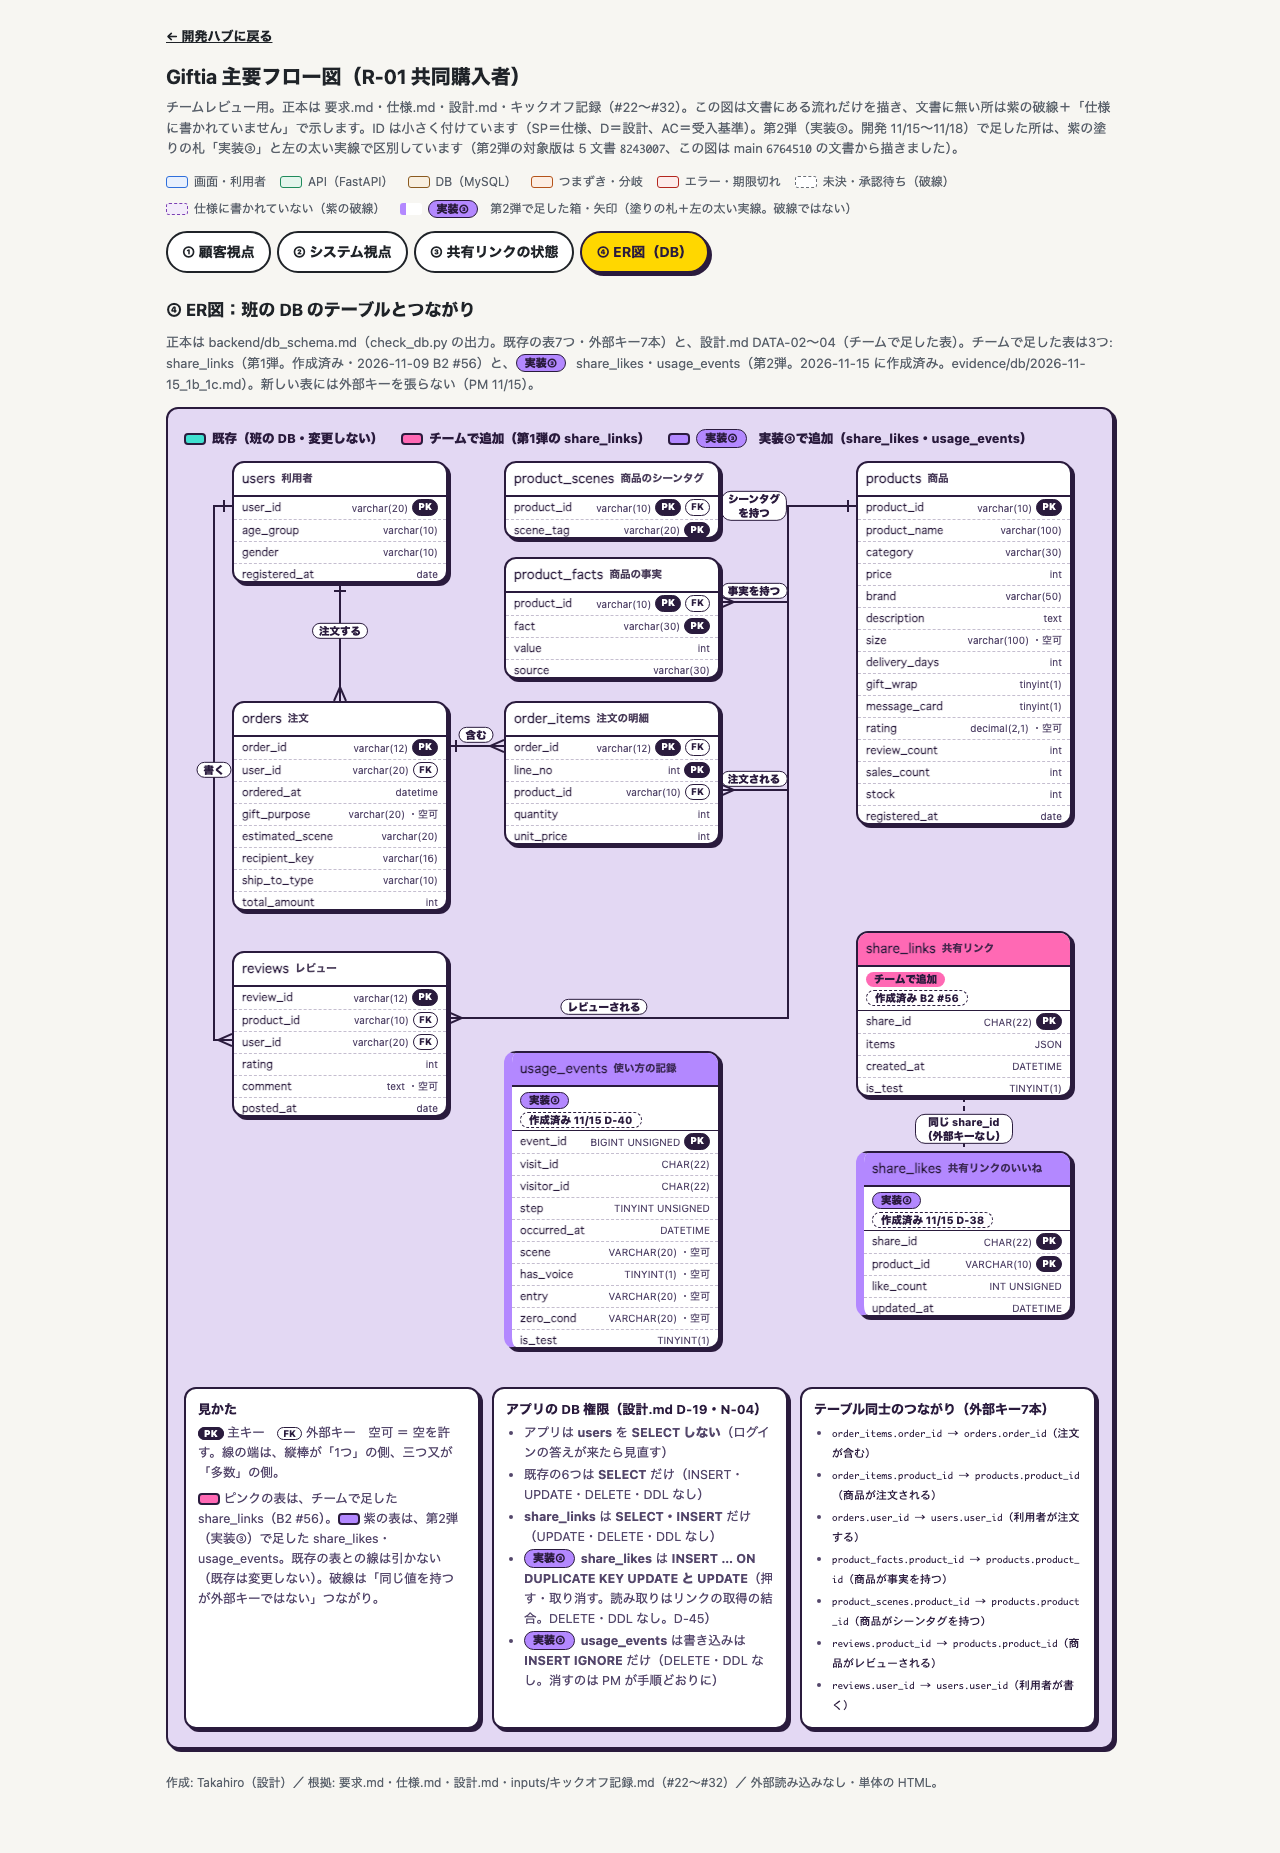 ← 開発ハブに戻る
Giftia 主要フロー図（R-01 共同購入者）
チームレビュー用。正本は 要求.md・仕様.md・設計.md・キックオフ記録（#22〜#32）。この図は文書にある流れだけを描き、文書に無い所は紫の破線＋「仕様
に書かれていません」で示します。ID は小さく付けています（SP＝仕様、D＝設計、AC＝受入基準）。第2弾（実装③。開発 11/15〜11/18）で足した所は、紫の塗
りの札「実装③」と左の太い実線で区別しています（第2弾の対象版は 5 文書 8243007、この図は main 6764510 の文書から描きました）。
画面・利用者 API（FastAPI） DB（MySQL） つまずき・分岐 エラー・期限切れ 未決・承認待ち（破線）
仕様に書かれていない（紫の破線） 実装③ 第2弾で足した箱・矢印（塗りの札＋左の太い実線。破線ではない）
① 顧客視点 ② システム視点 ③ 共有リンクの状態 ④ ER図（DB）
④ ER図：班の DB のテーブルとつながり
正本は backend/db_schema.md（check_db.py の出力。既存の表7つ・外部キー7本）と、設計.md DATA-02〜04（チームで足した表）。チームで足した表は3つ:
share_links（第1弾。作成済み・2026-11-09 B2 #56）と、 実装③ share_likes・usage_events（第2弾。2026-11-15 に作成済み。evidence/db/2026-11-
15_1b_1c.md）。新しい表には外部キーを張らない（PM 11/15）。
既存（班の DB・変更しない） チームで追加（第1弾の share_links） 実装③ 実装③で追加（share_likes・usage_events）
users 利用者
user_id varchar(20) PK
age_group varchar(10)
gender varchar(10)
registered_at date
product_scenes 商品のシーンタグ
product_id varchar(10) PK FK
scene_tag varchar(20) PK
シーンタグ
を持つ
products 商品
product_id varchar(10) PK
product_name varchar(100)
category varchar(30)
price int
brand varchar(50)
description text
size varchar(100) ・空可
delivery_days int
gift_wrap tinyint(1)
message_card tinyint(1)
rating decimal(2,1) ・空可
review_count int
sales_count int
stock int
registered_at date
product_facts 商品の事実
product_id varchar(10) PK FK
fact varchar(30) PK
value int
source varchar(30)
事実を持つ
注文する
orders 注文
order_id varchar(12) PK
user_id varchar(20) FK
ordered_at datetime
gift_purpose varchar(20) ・空可
estimated_scene varchar(20)
recipient_key varchar(16)
ship_to_type varchar(10)
total_amount int
含む
書く
order_items 注文の明細
order_id varchar(12) PK FK
line_no int PK
product_id varchar(10) FK
quantity int
unit_price int
注文される
reviews レビュー
review_id varchar(12) PK
product_id varchar(10) FK
user_id varchar(20) FK
rating int
comment text ・空可
posted_at date
レビューされる
share_links 共有リンク
チームで追加
作成済み B2 #56
share_id CHAR(22) PK
items JSON
created_at DATETIME
is_test TINYINT(1)
同じ share_id
（外部キーなし）
usage_events 使い方の記録
実装③
作成済み 11/15 D-40
event_id BIGINT UNSIGNED PK
visit_id CHAR(22)
visitor_id CHAR(22)
step TINYINT UNSIGNED
occurred_at DATETIME
scene VARCHAR(20) ・空可
has_voice TINYINT(1) ・空可
entry VARCHAR(20) ・空可
zero_cond VARCHAR(20) ・空可
is_test TINYINT(1)
share_likes 共有リンクのいいね
実装③
作成済み 11/15 D-38
share_id CHAR(22) PK
product_id VARCHAR(10) PK
like_count INT UNSIGNED
updated_at DATETIME
見かた
PK 主キー FK 外部キー 空可 ＝ 空を許
す。線の端は、縦棒が「1つ」の側、三つ又が
「多数」の側。
ピンクの表は、チームで足した
share_links（B2 #56）。 紫の表は、第2弾
（実装③）で足した share_likes・
usage_events。既存の表との線は引かない
（既存は変更しない）。破線は「同じ値を持つ
が外部キーではない」つながり。
アプリの DB 権限（設計.md D-19・N-04）
• アプリは users を SELECT しない（ログイ
ンの答えが来たら見直す）
• 既存の6つは SELECT だけ（INSERT・
UPDATE・DELETE・DDL なし）
• share_links は SELECT・INSERT だけ
（UPDATE・DELETE・DDL なし）
• 実装③ share_likes は INSERT ... ON
DUPLICATE KEY UPDATE と UPDATE（押
す・取り消す。読み取りはリンクの取得の結
合。DELETE・DDL なし。D-45）
• 実装③ usage_events は書き込みは
INSERT IGNORE だけ（DELETE・DDL な
し。消すのは PM が手順どおりに）
テーブル同士のつながり（外部キー7本）
• order_items.order_id → orders.order_id（注文
が含む）
• order_items.product_id → products.product_id
（商品が注文される）
• orders.user_id → users.user_id（利用者が注文
する）
• product_facts.product_id → products.product_
id（商品が事実を持つ）
• product_scenes.product_id → products.product
_id（商品がシーンタグを持つ）
• reviews.product_id → products.product_id（商
品がレビューされる）
• reviews.user_id → users.user_id（利用者が書
く）
作成: Takahiro（設計）／ 根拠: 要求.md・仕様.md・設計.md・inputs/キックオフ記録.md（#22〜#32）／ 外部読み込みなし・単体の HTML。